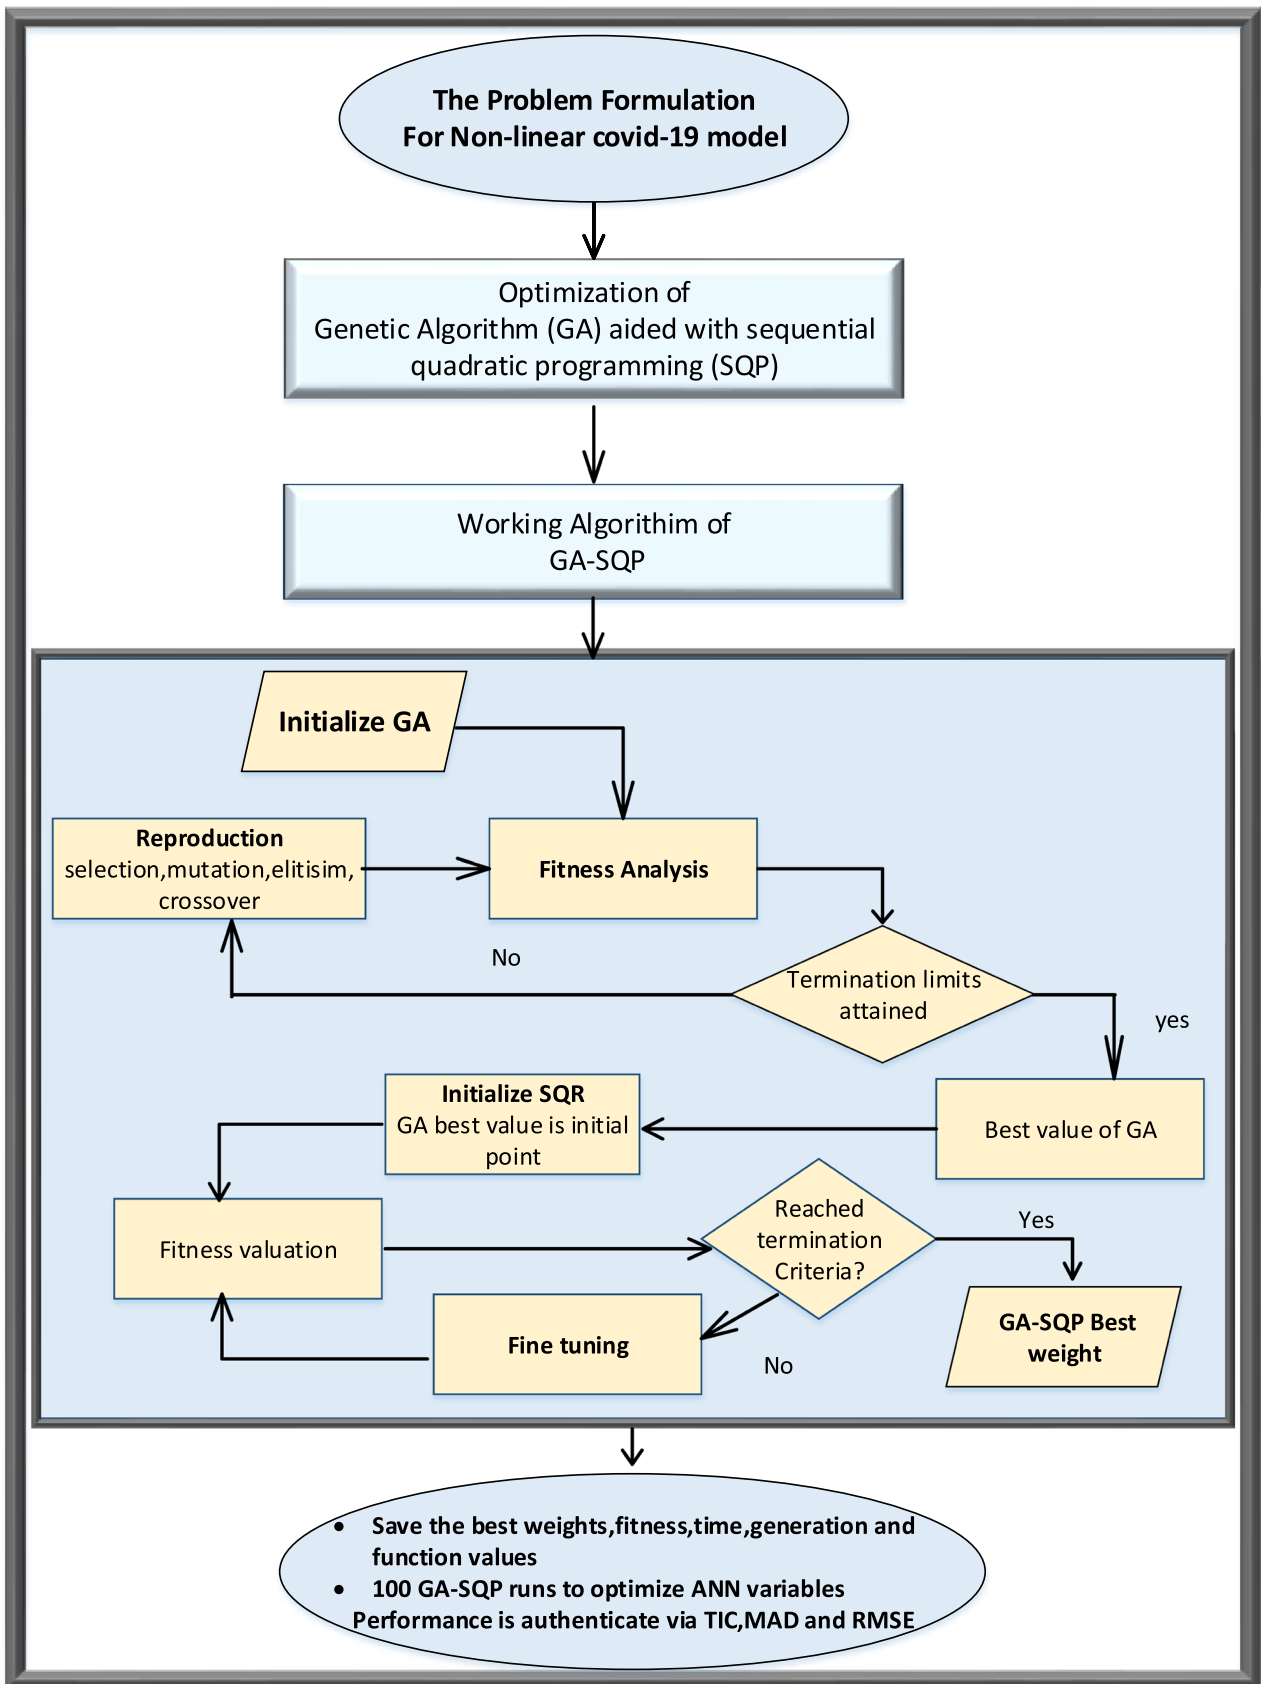 The Problem Formulation
For Non-linear covid-19 model
Optimization of
Genetic Algorithm (GA) aided with sequential
quadratic programming (SQP)
Working Algorithim of
GA-SQP
Initialize GA
Reproduction
selection,mutation,elitisim,
crossover
Fitness Analysis
No
Termination limits
attained
yes
Initialize SQR
GA best value is initial
point
Best value of GA
Fitness valuation
Reached
termination
Criteria?
Yes
Fine tuning
No
GA-SQP Best
weight
• Save the best weights,fitness,time,generation and
function values
• 100 GA-SQP runs to optimize ANN variables
Performance is authenticate via TIC,MAD and RMSE